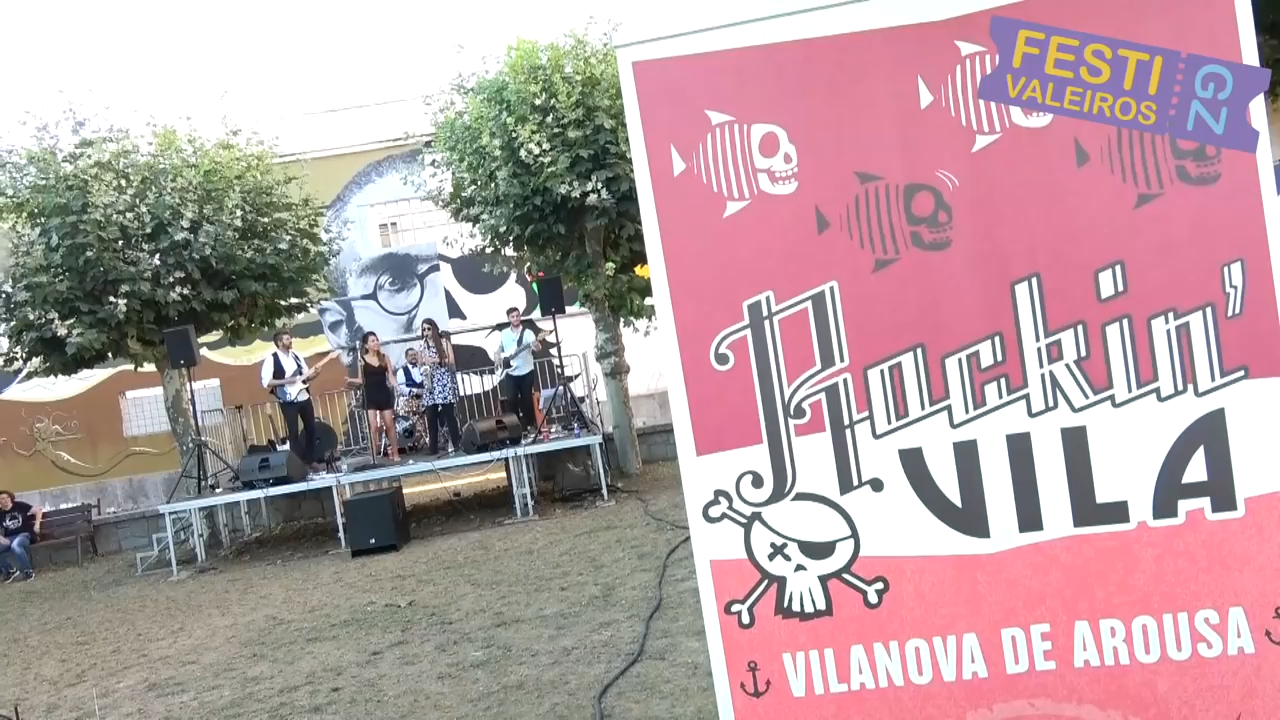 FESTI
VALEIROS
GZ
Rockin'
VILA
VILANOVA DE AROUSA